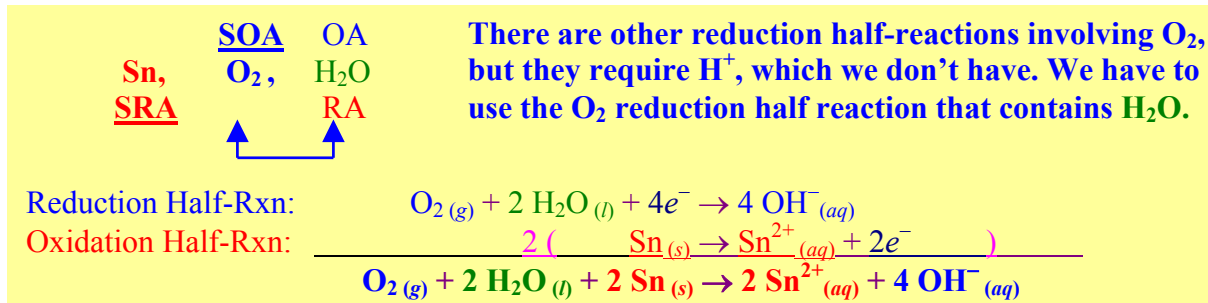 SOA OA There are other reduction half-reactions involving O₂,
Sn, O₂ , H₂O but they require H⁺, which we don’t have. We have to
SRA RA use the O₂ reduction half reaction that contains H₂O.
Reduction Half-Rxn: O₂ (g) + 2 H₂O (l) + 4e⁻ → 4 OH⁻(aq)
Oxidation Half-Rxn: 2 ( Sn (s) → Sn²⁺ (aq) + 2e⁻ )
O₂ (g) + 2 H₂O (l) + 2 Sn (s) → 2 Sn²⁺(aq) + 4 OH⁻ (aq)